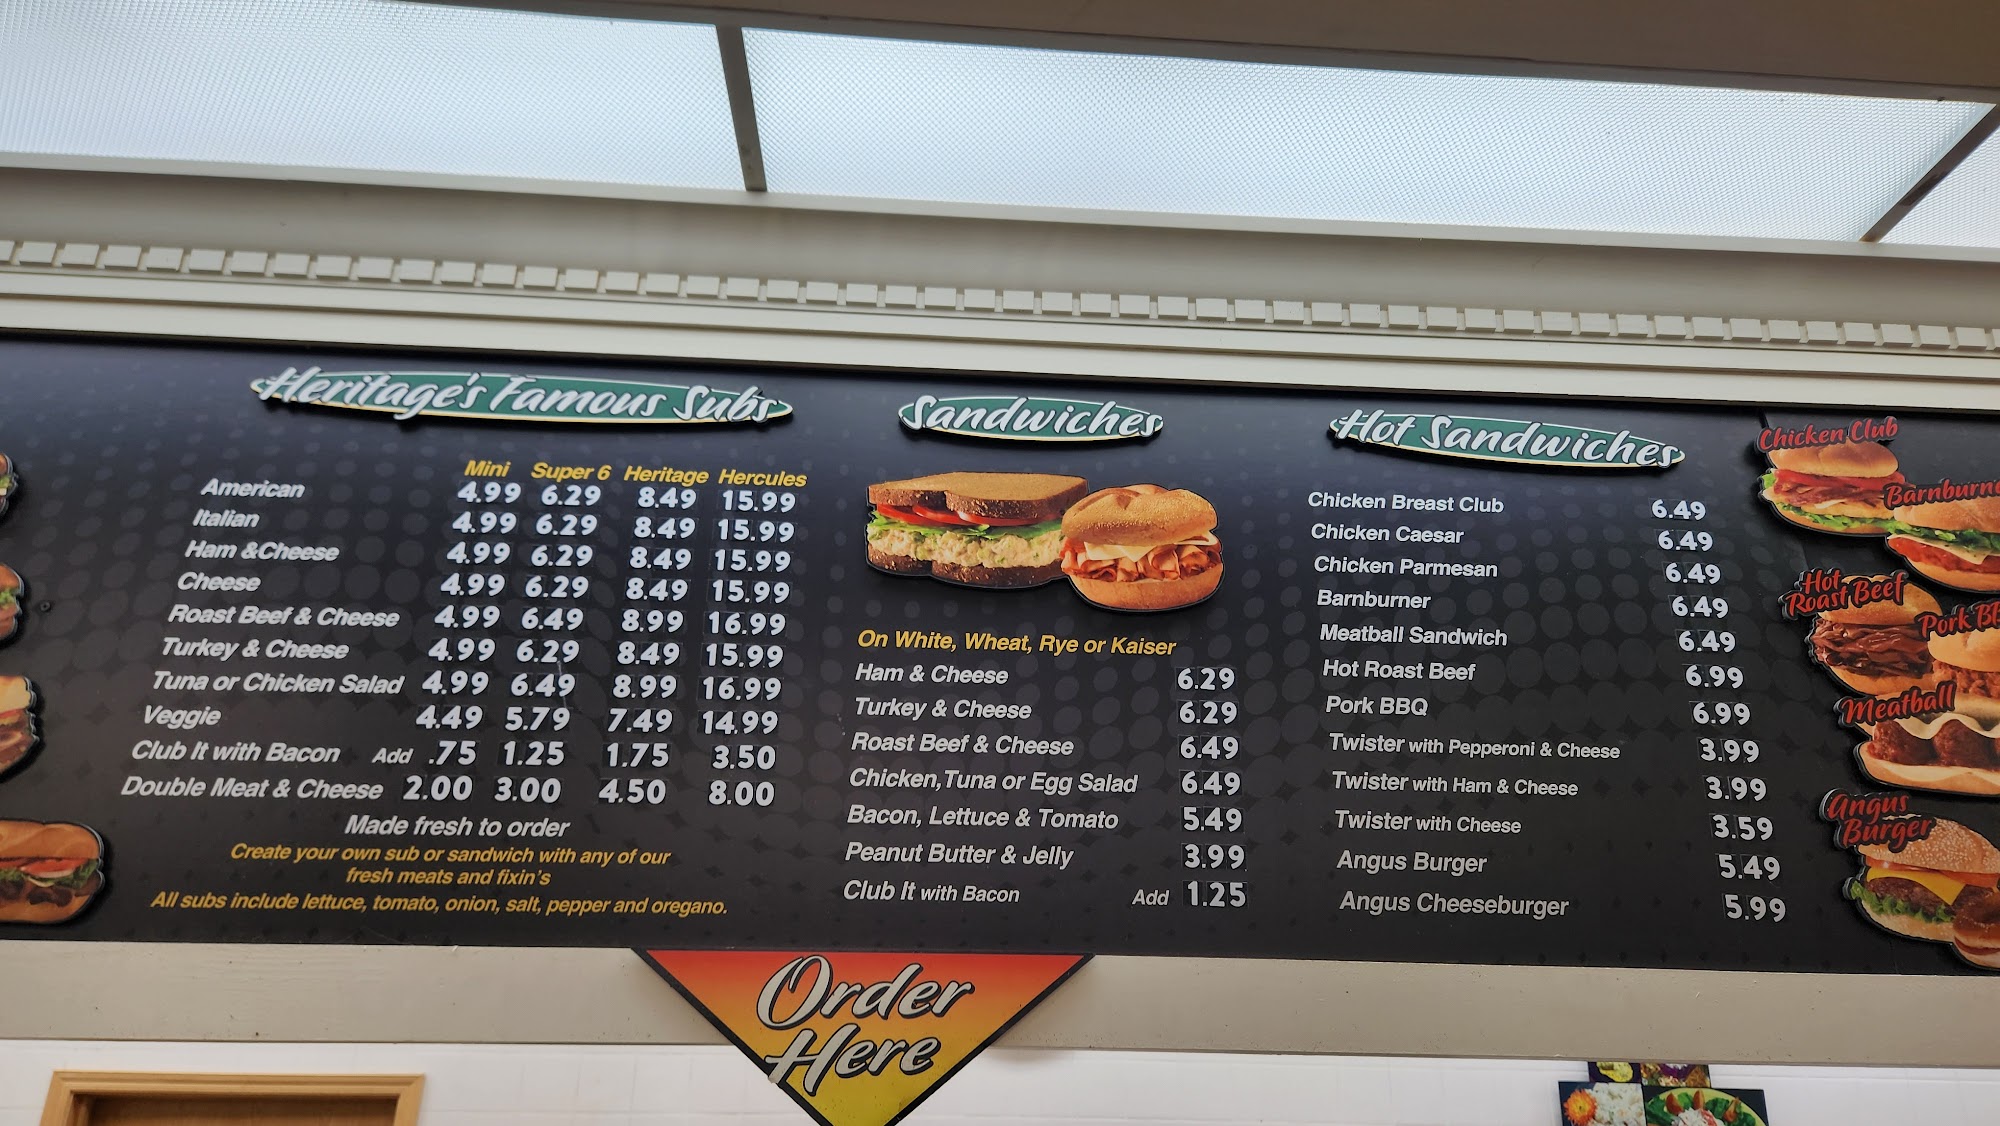 Heritage's Famous Subs
Mini Super 6 Heritage Hercules
American 4.99 6.29 8.49 15.99
Italian 4.99 6.29 8.49 15.99
Ham &Cheese 4.99 6.29 8.49 15.99
Cheese 4.99 6.29 8.49 15.99
Roast Beef & Cheese 4.99 6.49 8.99 16.99
Turkey & Cheese 4.99 6.29 8.49 15.99
Tuna or Chicken Salad 4.99 6.49 8.99 16.99
Veggie 4.49 5.79 7.49 14.99
Club It with Bacon Add .75 1.25 1.75 3.50
Double Meat & Cheese 2.00 3.00 4.50 8.00
Made fresh to order
Create your own sub or sandwich with any of our
fresh meats and fixin's
All subs include lettuce, tomato, onion, salt, pepper and oregano.
Sandwiches
On White, Wheat, Rye or Kaiser
Ham & Cheese 6.29
Turkey & Cheese 6.29
Roast Beef & Cheese 6.49
Chicken,Tuna or Egg Salad 6.49
Bacon, Lettuce & Tomato 5.49
Peanut Butter & Jelly 3.99
Club It with Bacon Add 1.25
Hot Sandwiches
Chicken Breast Club 6.49
Chicken Caesar 6.49
Chicken Parmesan 6.49
Barnburner 6.49
Meatball Sandwich 6.49
Hot Roast Beef 6.99
Pork BBQ 6.99
Twister with Pepperoni & Cheese 3.99
Twister with Ham & Cheese 3.99
Twister with Cheese 3.59
Angus Burger 5.49
Angus Cheeseburger 5.99
Chicken Club
Barnburne
Hot
Roast Beef
Pork BB
Meatball
Angus
Burger
Order
Here